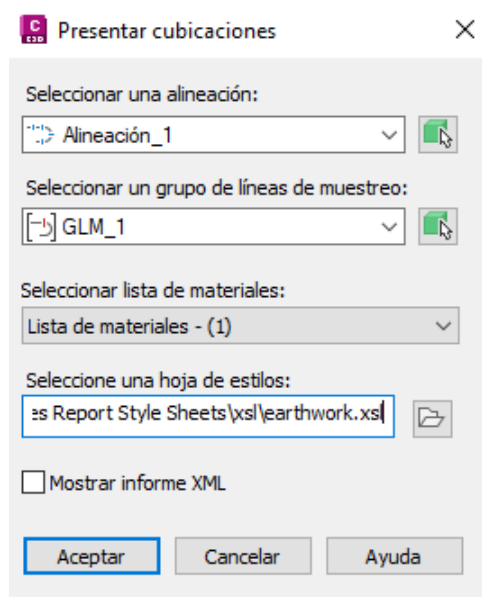 C
C3D
Presentar cubicaciones
Seleccionar una alineación:
Alineación_1
Seleccionar un grupo de líneas de muestreo:
GLM_1
Seleccionar lista de materiales:
Lista de materiales - (1)
Seleccione una hoja de estilos:
es Report Style Sheets\xsl\earthwork.xsl
Mostrar informe XML
Aceptar
Cancelar
Ayuda